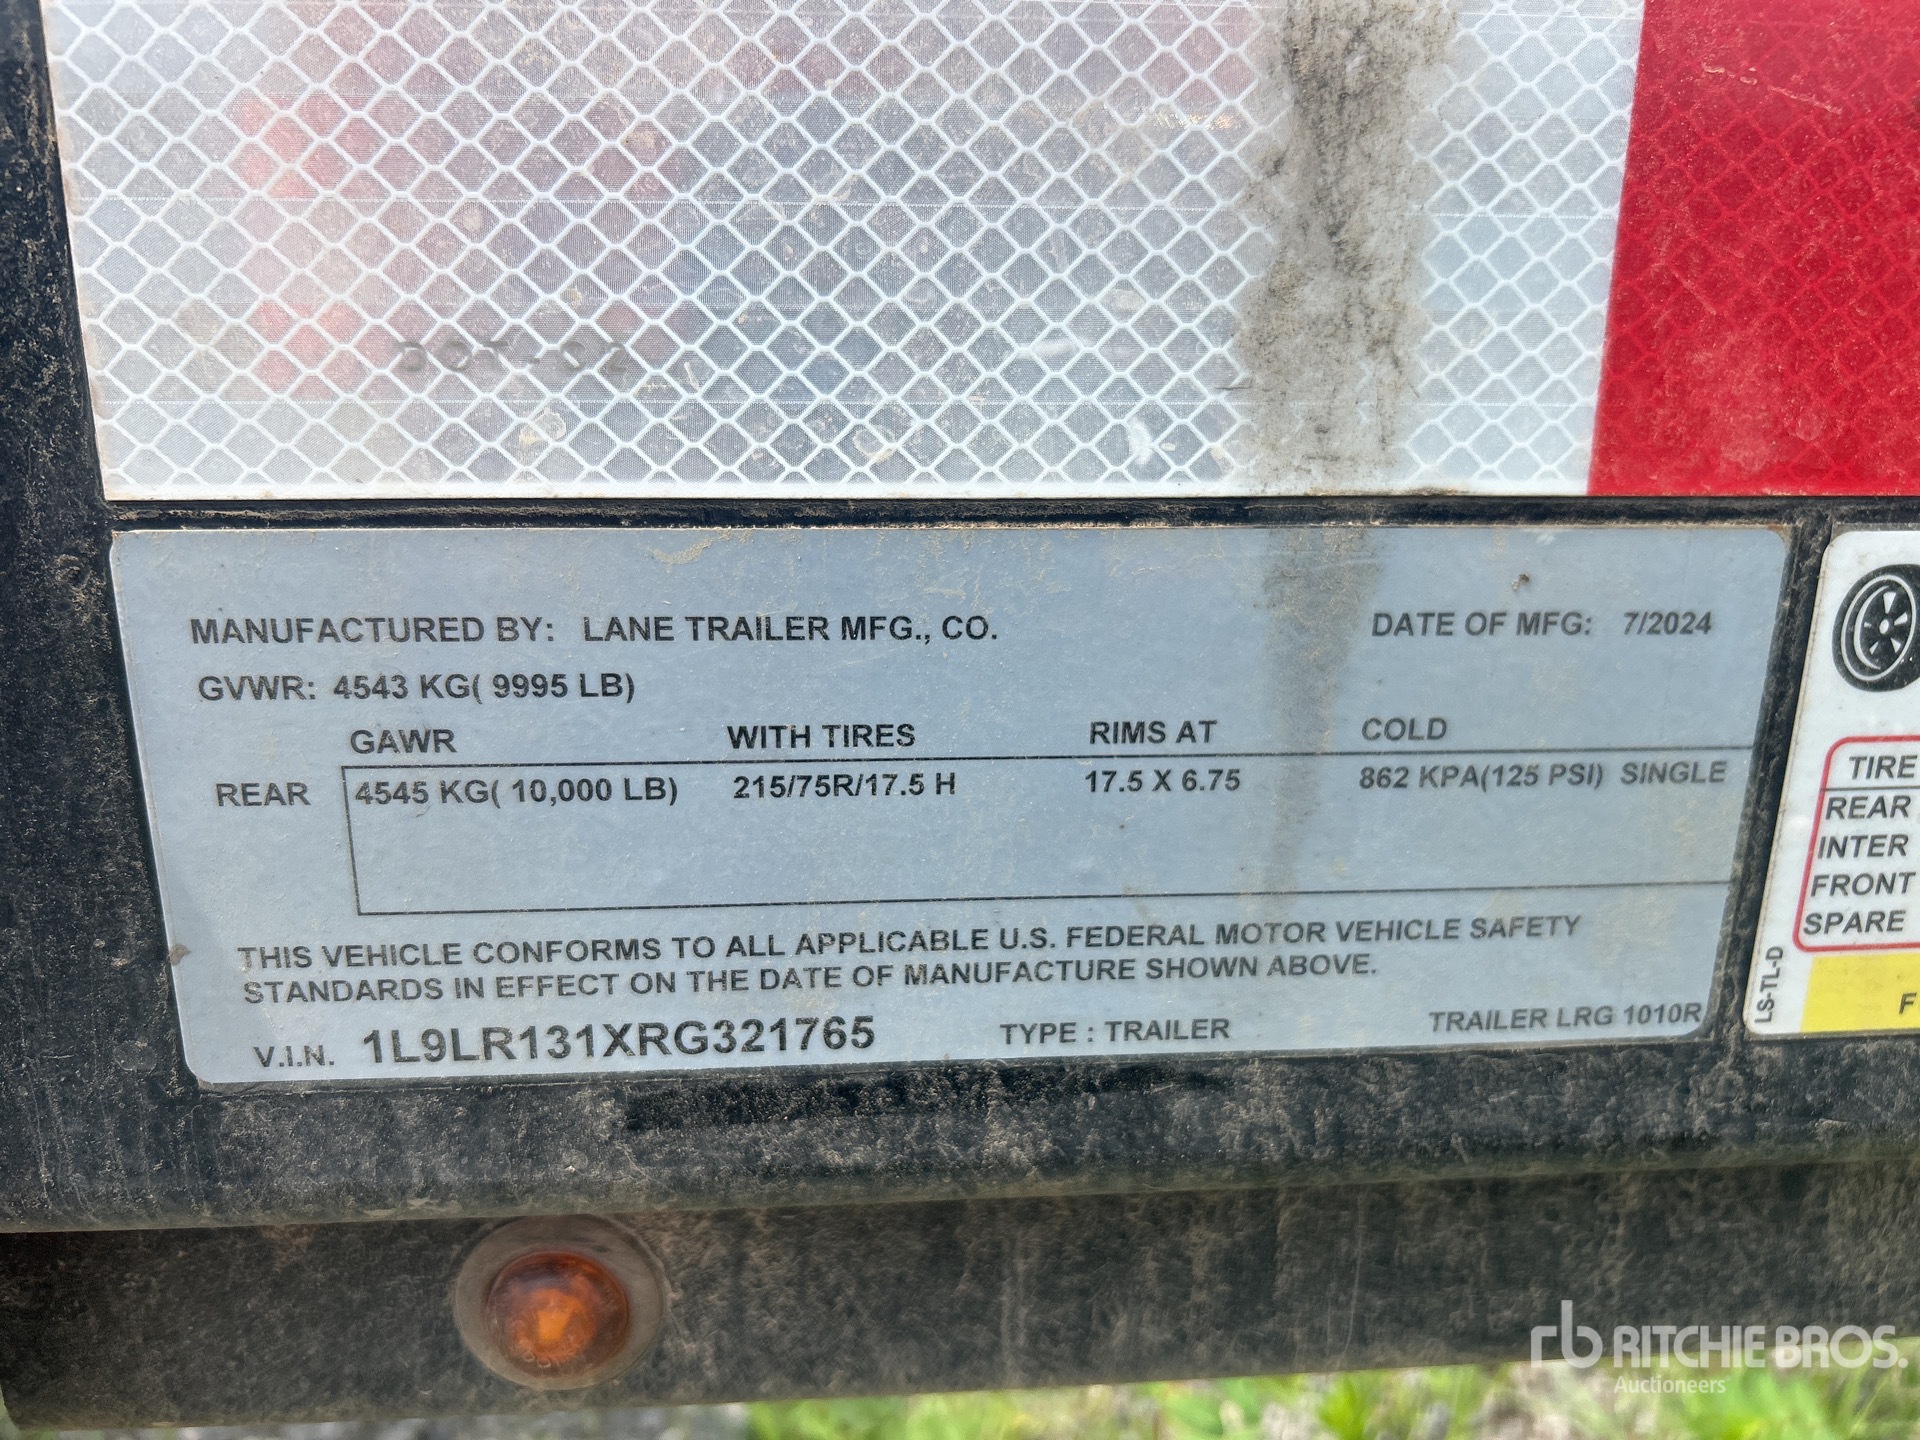 DOT-C2
MANUFACTURED BY: LANE TRAILER MFG., CO. DATE OF MFG: 7/2024
GVWR: 4543 KG( 9995 LB)
GAWR WITH TIRES RIMS AT COLD
REAR 4545 KG( 10,000 LB) 215/75R/17.5 H 17.5 X 6.75 862 KPA(125 PSI) SINGLE
THIS VEHICLE CONFORMS TO ALL APPLICABLE U.S. FEDERAL MOTOR VEHICLE SAFETY
STANDARDS IN EFFECT ON THE DATE OF MANUFACTURE SHOWN ABOVE.
V.I.N. 1L9LR131XRG321765 TYPE : TRAILER TRAILER LRG 1010R
TIRE
REAR
INTER
FRONT
SPARE
LS-TL-D
F
rb RITCHIE BROS.
Auctioneers